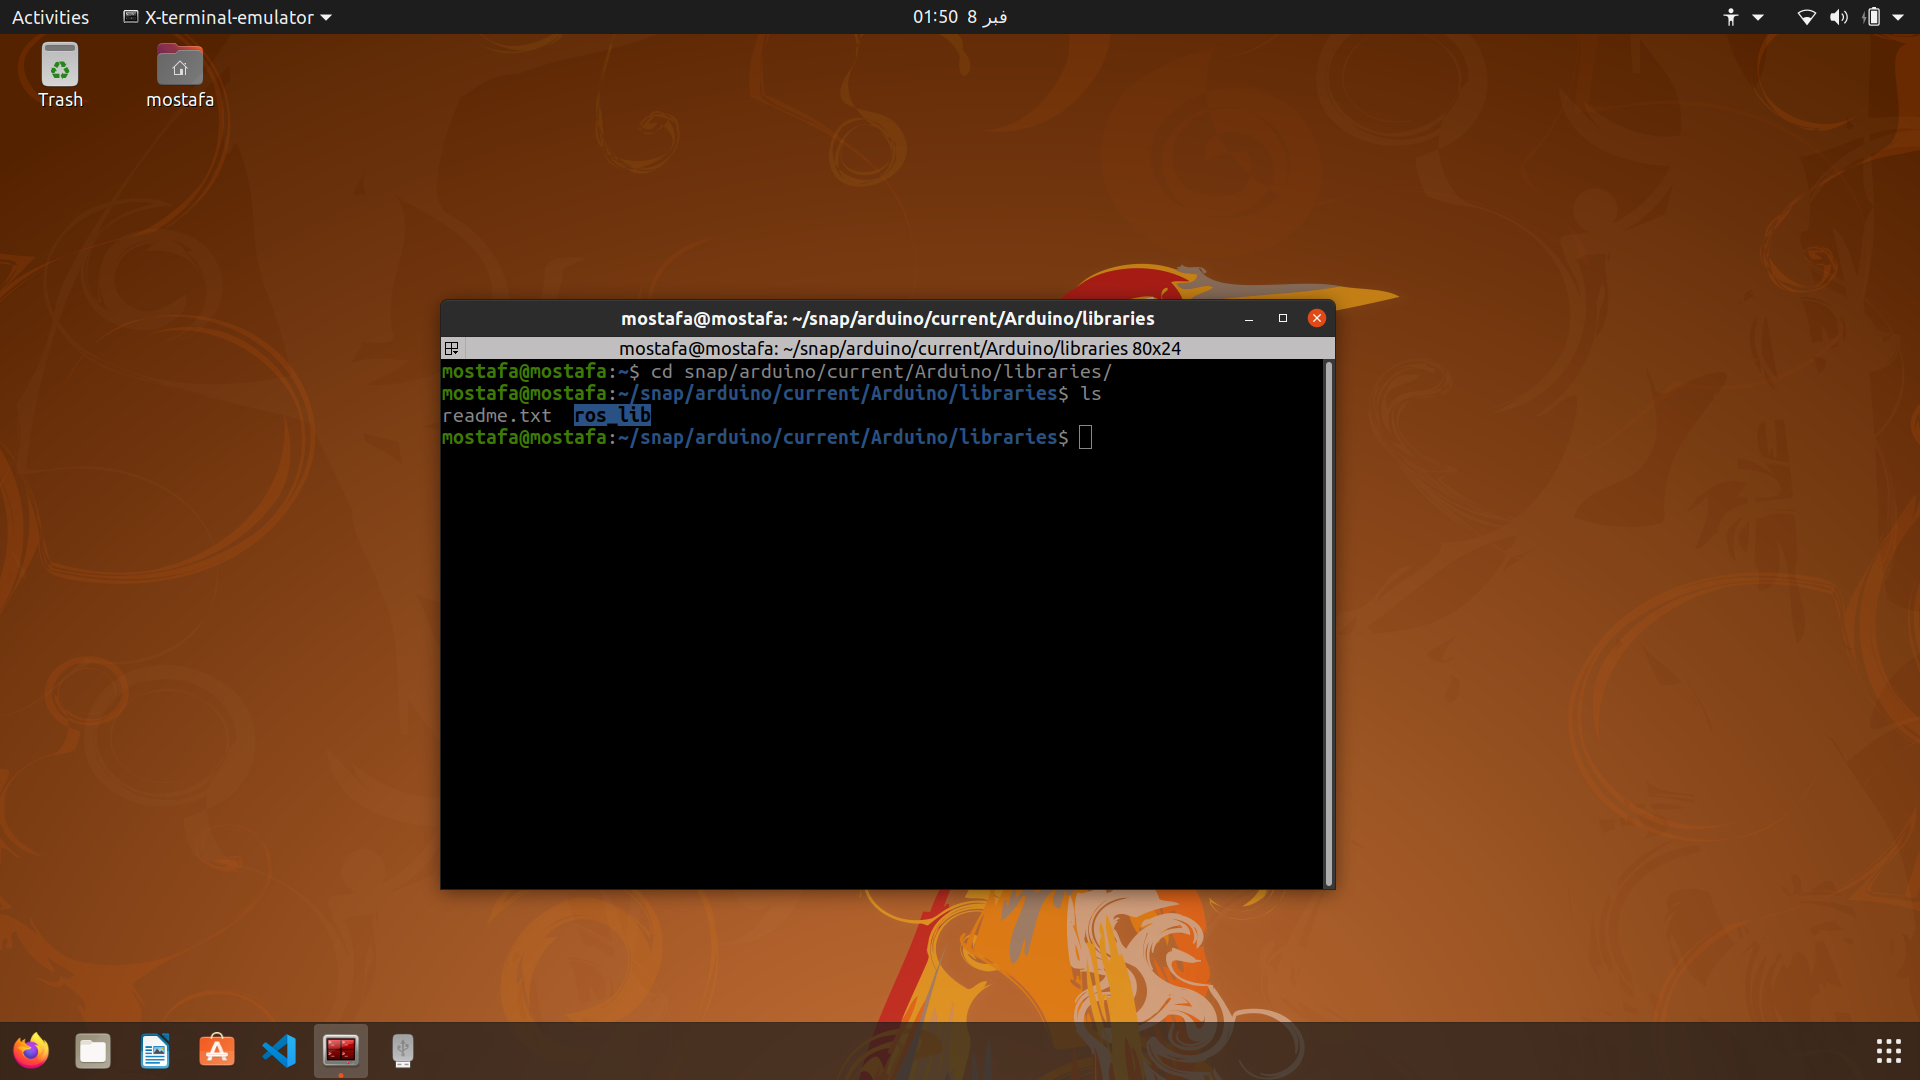 Activities X-terminal-emulator 01:50 8 فبر
Trash mostafa
mostafa@mostafa: ~/snap/arduino/current/Arduino/libraries
mostafa@mostafa: ~/snap/arduino/current/Arduino/libraries 80x24
mostafa@mostafa:~$ cd snap/arduino/current/Arduino/libraries/
mostafa@mostafa:~/snap/arduino/current/Arduino/libraries$ ls
readme.txt ros_lib
mostafa@mostafa:~/snap/arduino/current/Arduino/libraries$